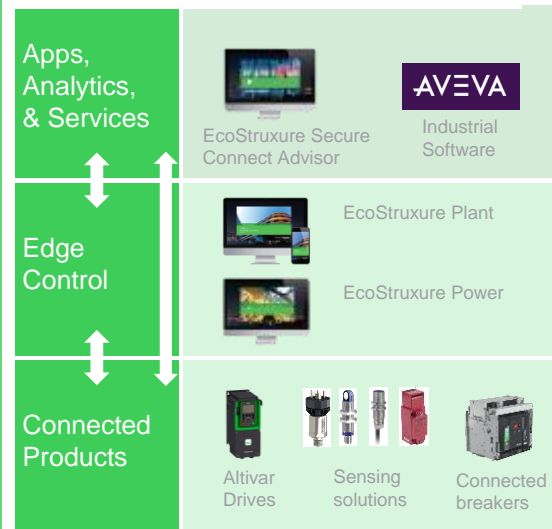 Apps,
Analytics,
& Services
EcoStruxure Secure
Connect Advisor
AVEVA
Industrial
Software
Edge
Control
EcoStruxure Plant
EcoStruxure Power
Connected
Products
Altivar
Drives
Sensing
solutions
Connected
breakers